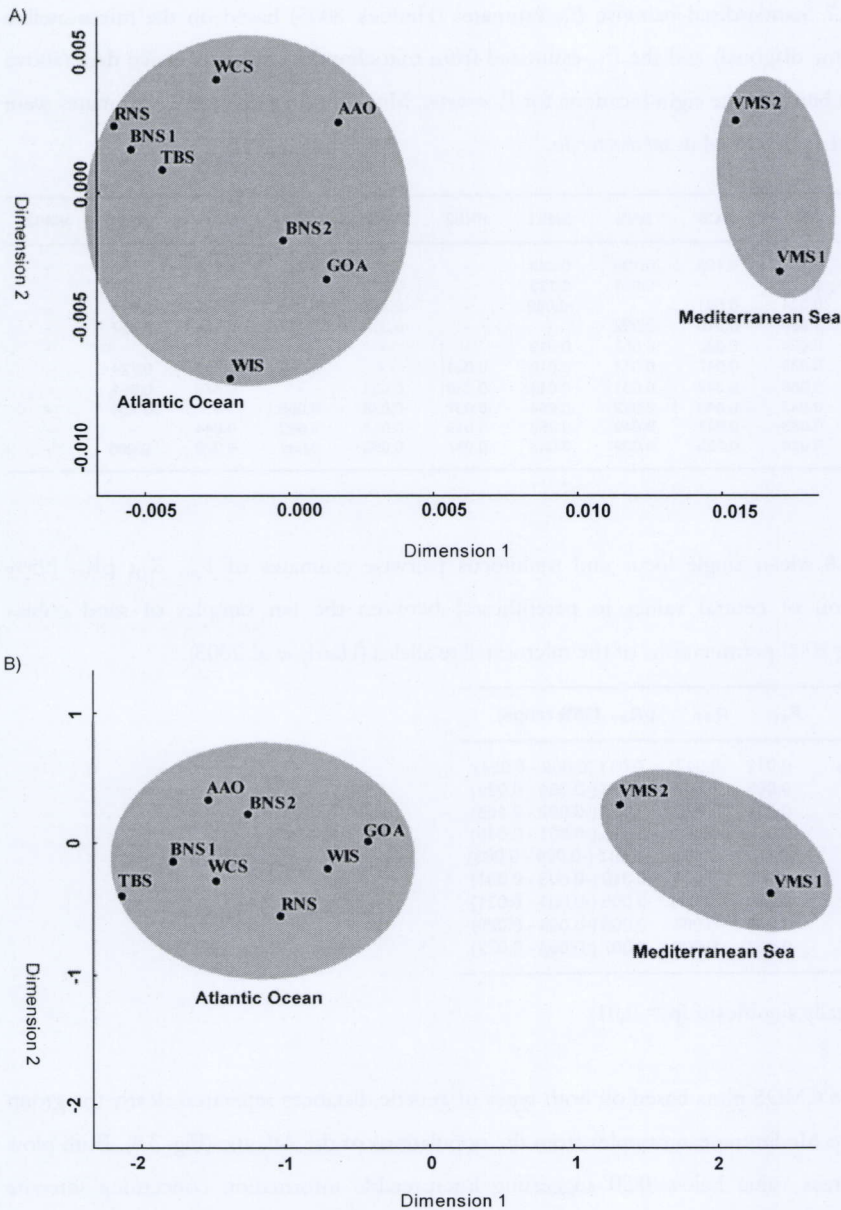 A)
0.005
WCS
RNS
AAO
VMS2
BNS1
TBS
0.000
Dimension 2
BNS2
GOA
VMS1
-0.005
Mediterranean Sea
WIS
Atlantic Ocean
-0.010
-0.005 0.000 0.005 0.010 0.015
Dimension 1
B)
1
VMS2
AAO
BNS2
GOA
0
BNS1
WIS
WCS
TBS
VMS1
RNS
Dimension 2
Mediterranean Sea
-1
Atlantic Ocean
-2
-2 -1 0 1 2
Dimension 1